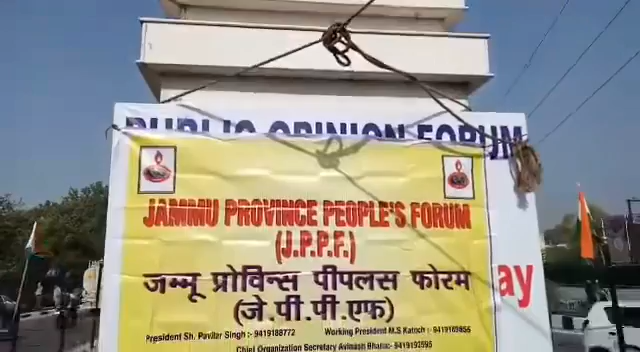 PUBLIC OPINION FORUM
JAMMU PROVINCE PEOPLE'S FORUM
(J.P.P.F.)
जम्मू प्रोविन्स पीपलस फोरम
(जे.पी.पी.एफ)
ay
President Sh. Pavitar Singh :- 9419188772 Working President M.S Katoch :- 9419169856
Chief Organization Secretary Avinash Bhatia:- 9419192595